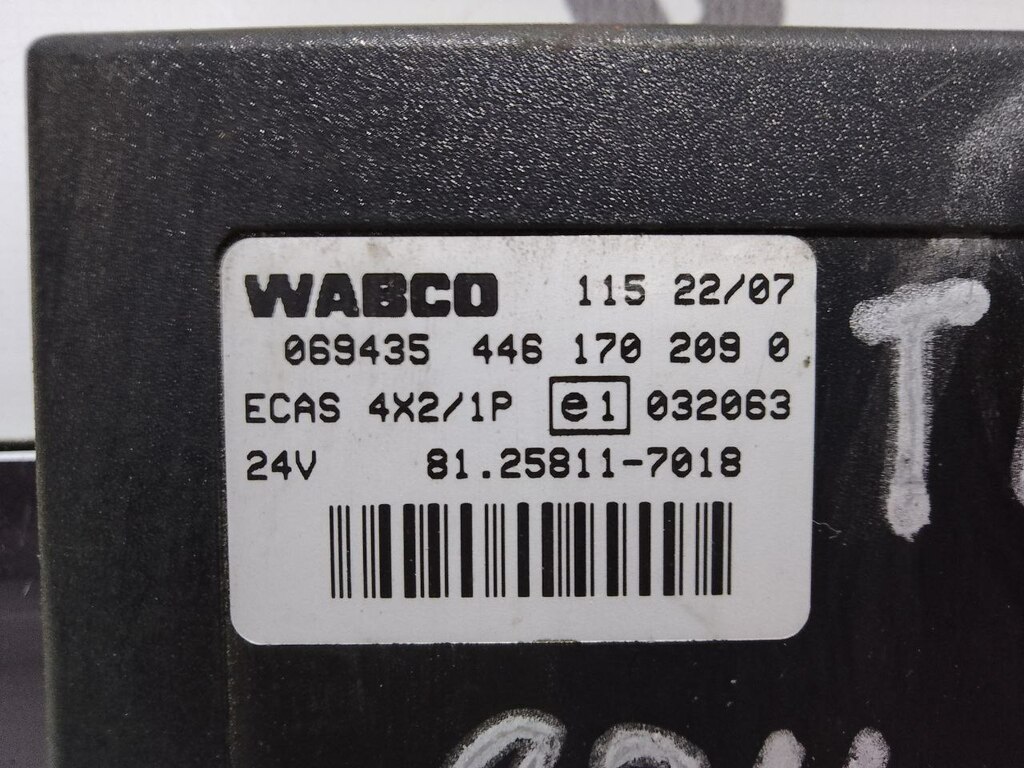 WABCO 115 22/07
069435 446 170 209 0
ECAS 4X2/1P e1 032063
24V 81.25811-7018
T